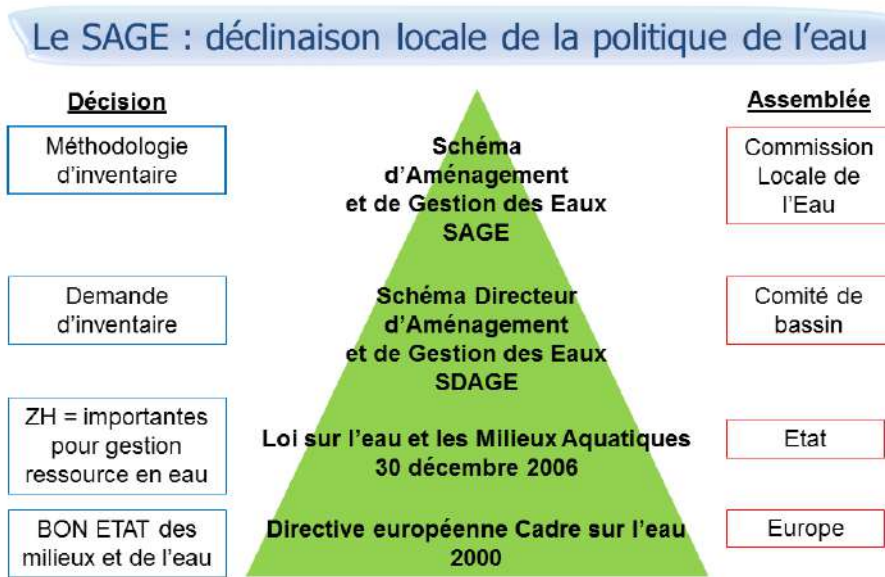 Le SAGE : déclinaison locale de la politique de l'eau
Décision
Assemblée
Méthodologie
d'inventaire
Schéma
d'Aménagement
et de Gestion des Eaux
SAGE
Commission
Locale de
l'Eau
Demande
d'inventaire
Schéma Directeur
d'Aménagement
et de Gestion des Eaux
SDAGE
Comité de
bassin
ZH = importantes
pour gestion
ressource en eau
Loi sur l'eau et les Milieux Aquatiques
30 décembre 2006
Etat
BON ETAT des
milieux et de l'eau
Directive européenne Cadre sur l'eau
2000
Europe